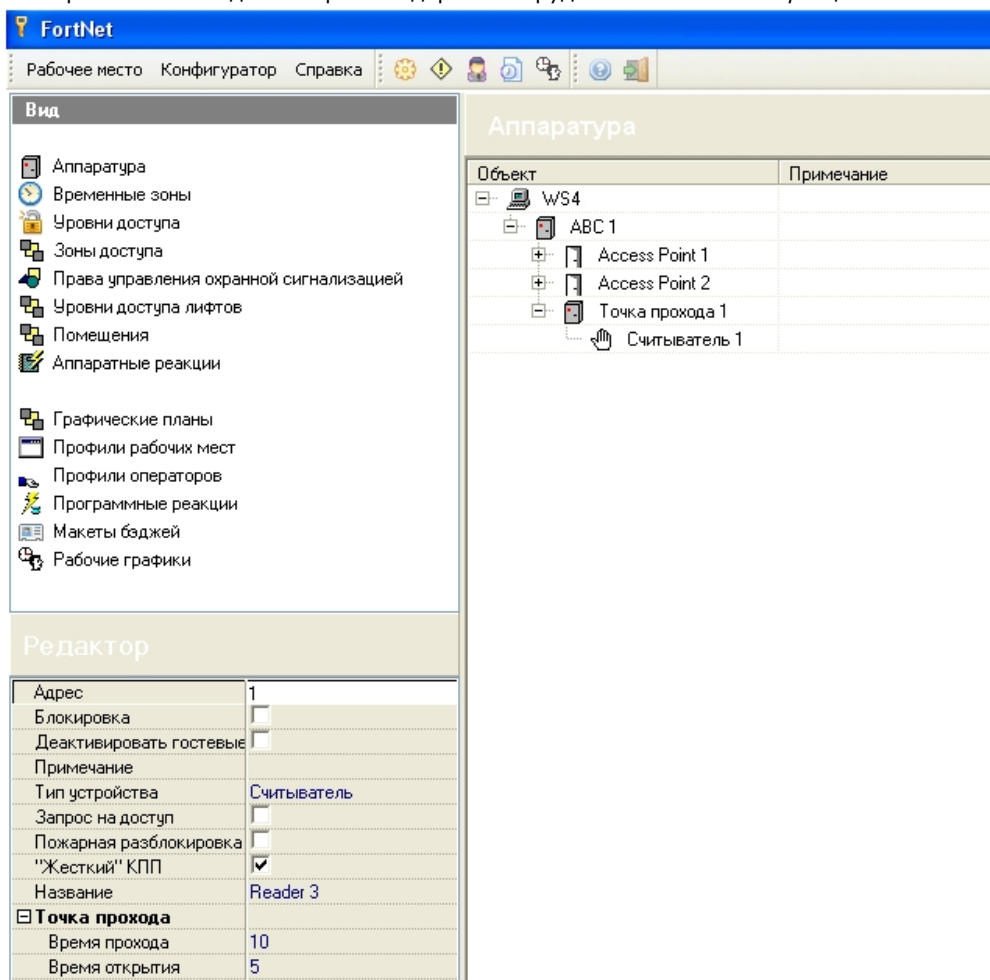 FortNet
Рабочее место Конфигуратор Справка
Вид
Аппаратура
Временные зоны
Уровни доступа
Зоны доступа
Права управления охранной сигнализацией
Уровни доступа лифтов
Помещения
Аппаратные реакции
Графические планы
Профили рабочих мест
Профили операторов
Программные реакции
Макеты бэджей
Рабочие графики
Редактор
Адрес 1
Блокировка
Деактивировать гостевые
Примечание
Тип устройства Считыватель
Запрос на доступ
Пожарная разблокировка
"Жесткий" КПП
Название Reader 3
Точка прохода
Время прохода 10
Время открытия 5
Аппаратура
Объект Примечание
WS4
ABC 1
Access Point 1
Access Point 2
Точка прохода 1
Считыватель 1